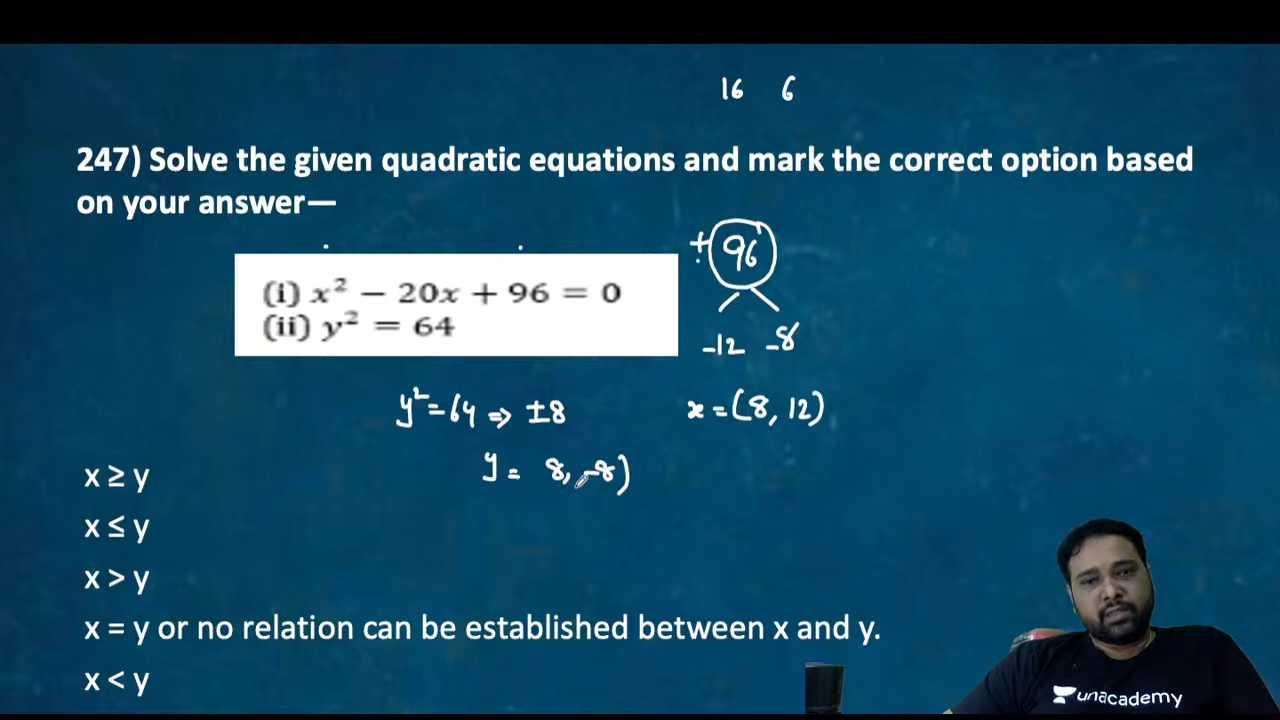 16 6
247) Solve the given quadratic equations and mark the correct option based
on your answer—
+96
(i) x² − 20x + 96 = 0
(ii) y² = 64
-12 -8
y²=64 ⇒ ±8
x = (8, 12)
y = 8, -8)
x ≥ y
x ≤ y
x > y
x = y or no relation can be established between x and y.
x < y
unacademy